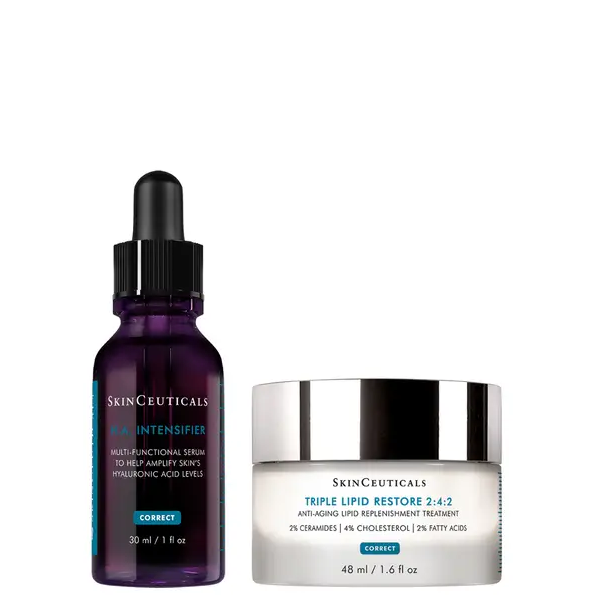 SKINCEUTICALS
H.A. INTENSIFIER
MULTI-FUNCTIONAL SERUM
TO HELP AMPLIFY SKIN'S
HYALURONIC ACID LEVELS
CORRECT
30 ml / 1 fl oz
SKINCEUTICALS
TRIPLE LIPID RESTORE 2:4:2
ANTI-AGING LIPID REPLENISHMENT TREATMENT
2% CERAMIDES | 4% CHOLESTEROL | 2% FATTY ACIDS
CORRECT
48 ml / 1.6 fl oz